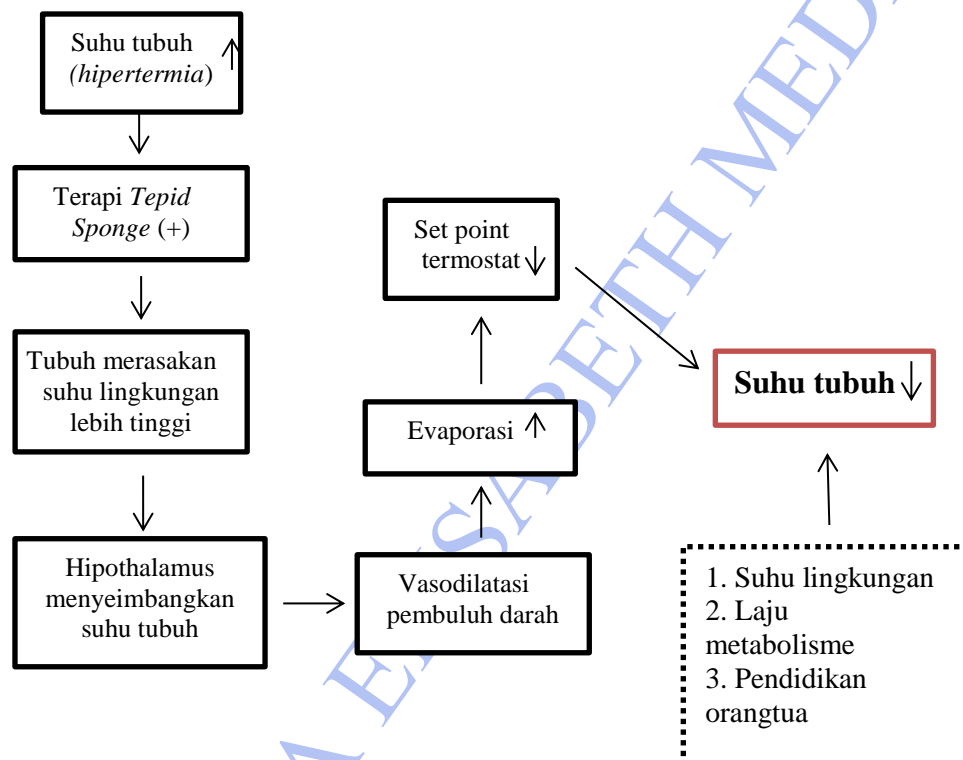 Suhu tubuh
(hipertermia)
Terapi Tepid
Sponge (+)
Tubuh merasakan
suhu lingkungan
lebih tinggi
Hipothalamus
menyeimbangkan
suhu tubuh
Vasodilatasi
pembuluh darah
Evaporasi
Set point
termostat
Suhu tubuh
1. Suhu lingkungan
2. Laju
metabolisme
3. Pendidikan
orangtua